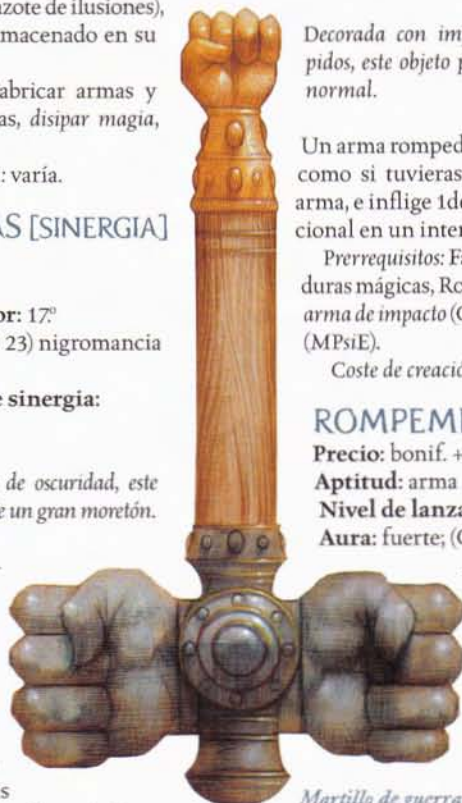 zote de ilusiones),
macenado en su
abricar armas y
as, disipar magia,
: varía.
AS [SINERGIA]
or: 17.º
23) nigromancia
e sinergia:
de oscuridad, este
e un gran moretón.
s
Decorada con im
pidos, este objeto p
normal.
Un arma romped
como si tuvieras
arma, e inflige 1d
cional en un inter
Prerrequisitos: Fa
duras mágicas, Ro
arma de impacto (C
(MPsiE).
Coste de creació
ROMPEM
Precio: bonif. +
Aptitud: arma
Nivel de lanza
Aura: fuerte; (C
Martillo de guerra